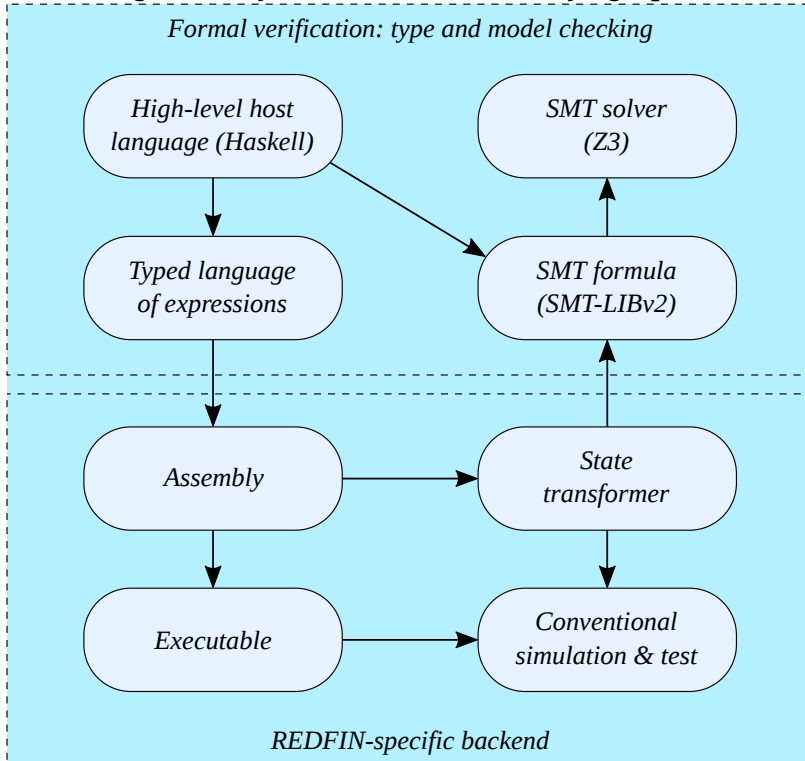 Formal verification: type and model checking
High-level host
language (Haskell)
SMT solver
(Z3)
Typed language
of expressions
SMT formula
(SMT-LIBv2)
Assembly
State
transformer
Executable
Conventional
simulation & test
REDFIN-specific backend